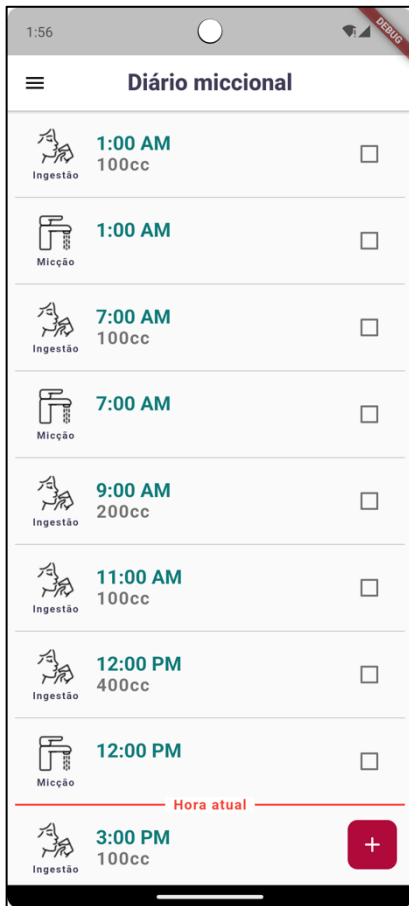 1:56
DEBUG
Diário miccional
1:00 AM
100cc
Ingestão
1:00 AM
Micção
7:00 AM
100cc
Ingestão
7:00 AM
Micção
9:00 AM
200cc
Ingestão
11:00 AM
100cc
Ingestão
12:00 PM
400cc
Ingestão
12:00 PM
Micção
Hora atual
3:00 PM
100cc
Ingestão
+